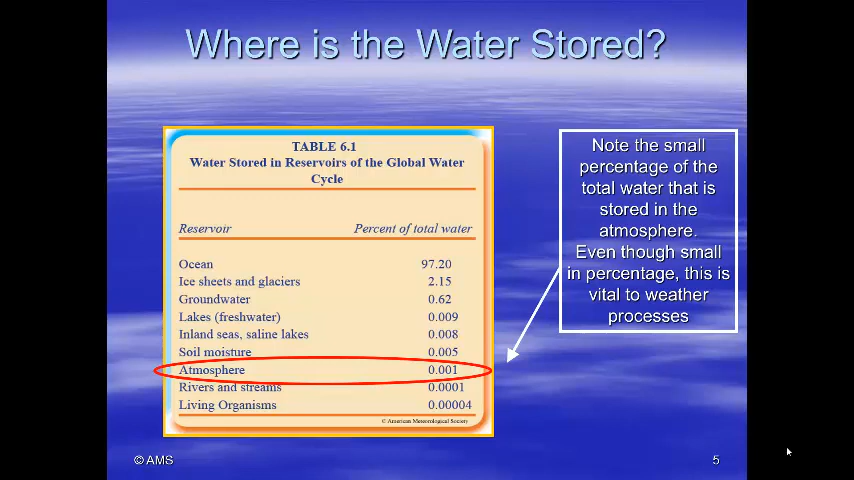 Where is the Water Stored?
TABLE 6.1
Water Stored in Reservoirs of the Global Water
Cycle
Reservoir Percent of total water
Ocean 97.20
Ice sheets and glaciers 2.15
Groundwater 0.62
Lakes (freshwater) 0.009
Inland seas, saline lakes 0.008
Soil moisture 0.005
Atmosphere 0.001
Rivers and streams 0.0001
Living Organisms 0.00004
© American Meteorological Society
Note the small
percentage of the
total water that is
stored in the
atmosphere.
Even though small
in percentage, this is
vital to weather
processes
© AMS
5